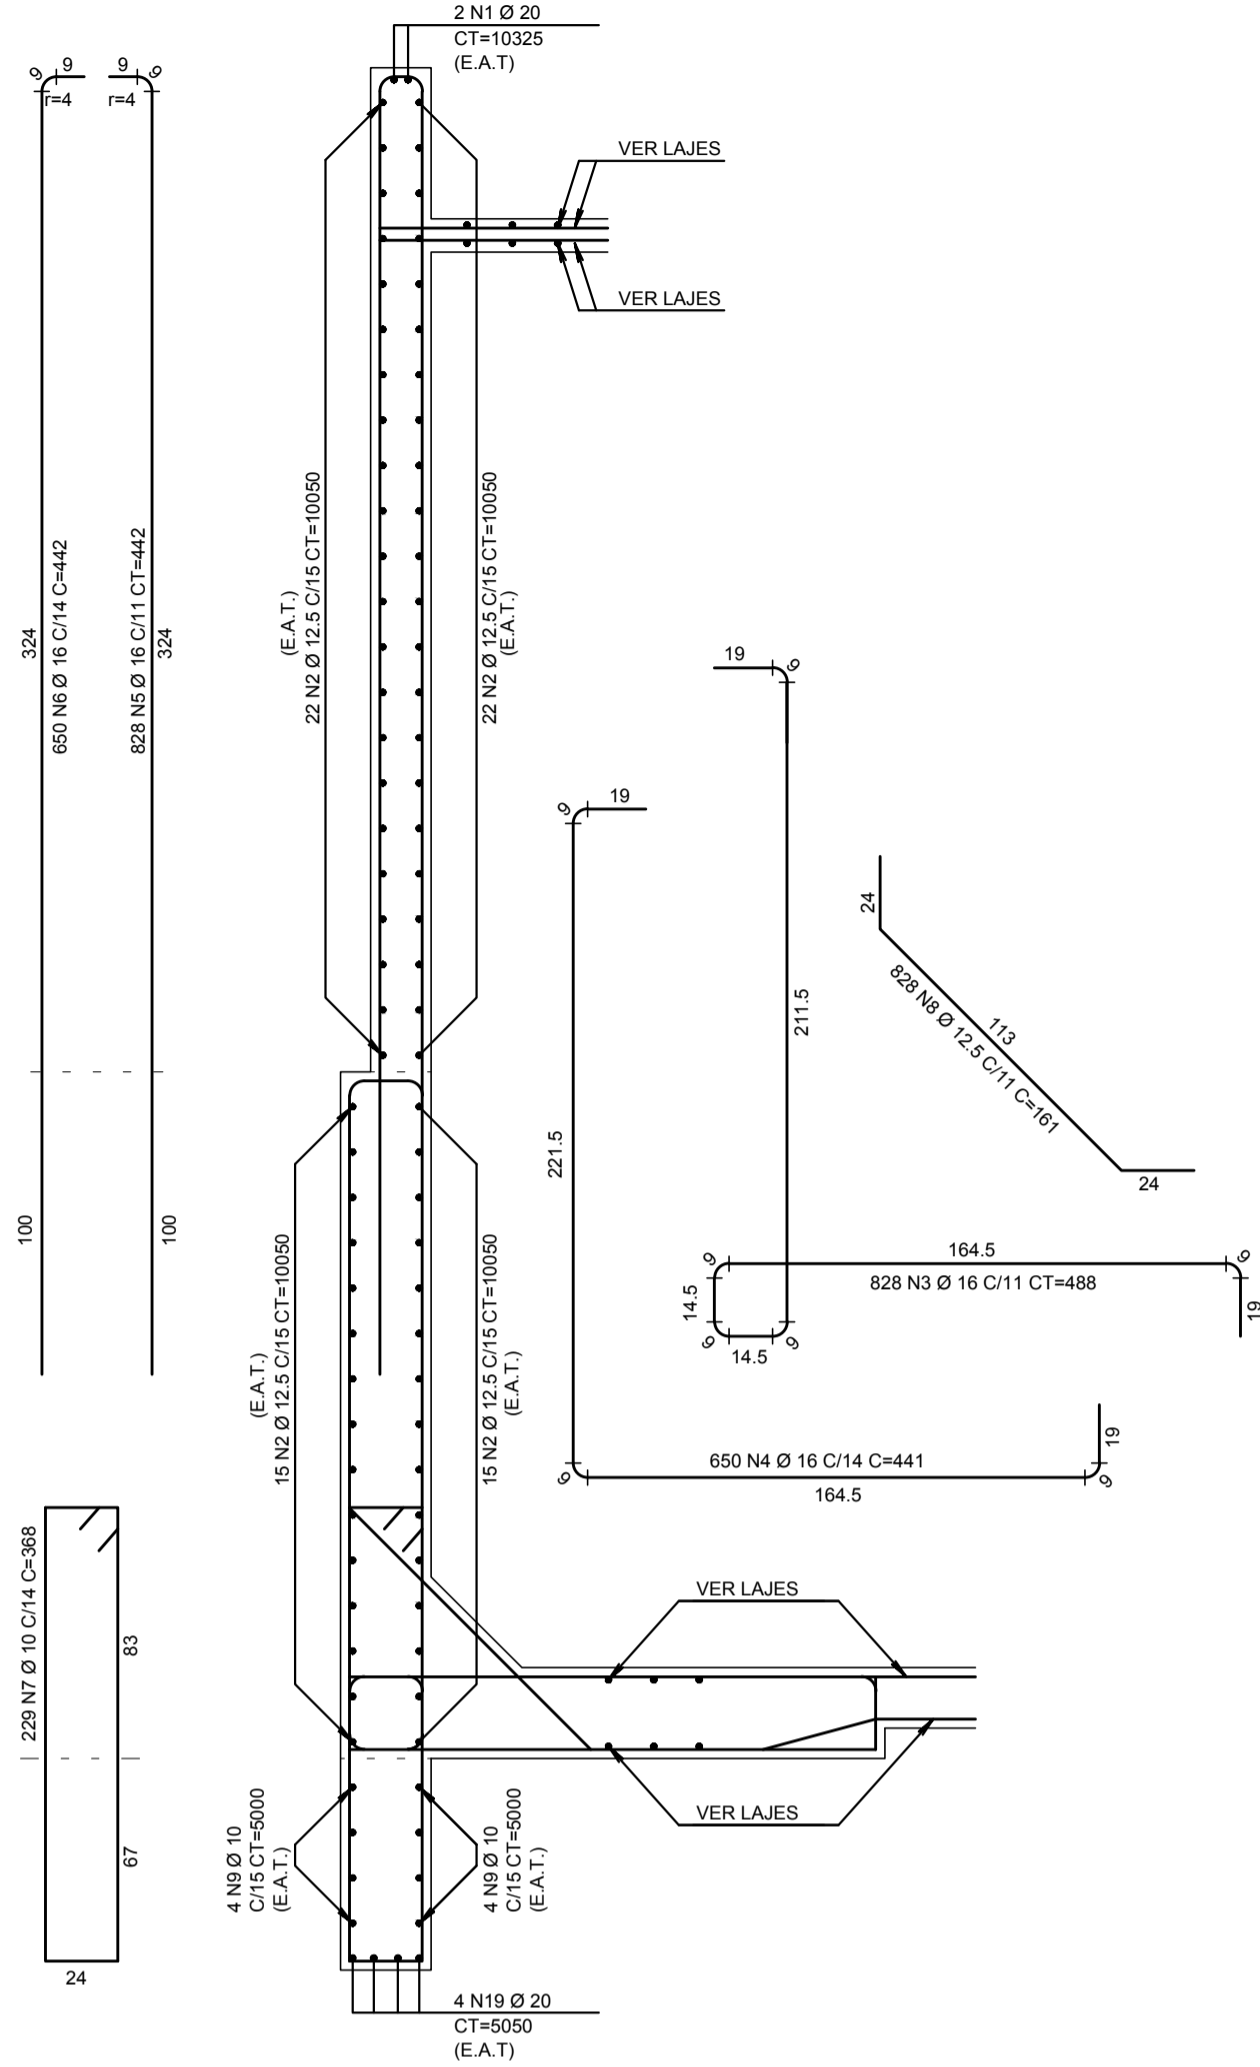 2 N1 Ø 20
CT=10325
(E.A.T)
9
9
r=4
9
9
r=4
VER LAJES
VER LAJES
324
650 N6 Ø 16 C/14 C=442
828 N5 Ø 16 C/11 CT=442
324
(E.A.T.)
22 N2 Ø 12.5 C/15 CT=10050
22 N2 Ø 12.5 C/15 CT=10050
(E.A.T.)
19
9
9
19
211.5
24
113
828 N8 Ø 12.5 C/11 C=161
24
221.5
100
100
(E.A.T.)
15 N2 Ø 12.5 C/15 CT=10050
15 N2 Ø 12.5 C/15 CT=10050
(E.A.T.)
9
164.5
9
828 N3 Ø 16 C/11 CT=488
14.5
19
9
14.5
9
19
650 N4 Ø 16 C/14 C=441
9
164.5
9
229 N7 Ø 10 C/14 C=368
83
67
24
VER LAJES
VER LAJES
4 N9 Ø 10
C/15 CT=5000
(E.A.T.)
4 N9 Ø 10
C/15 CT=5000
(E.A.T.)
4 N19 Ø 20
CT=5050
(E.A.T)